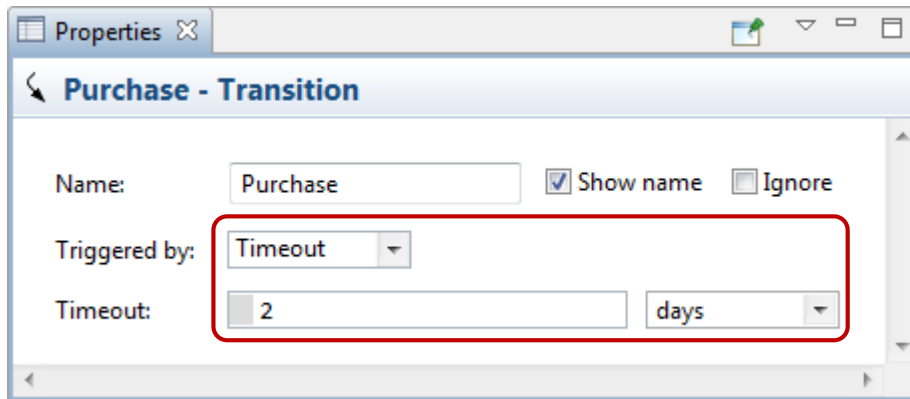 Properties
Purchase - Transition
Name: Purchase Show name Ignore
Triggered by: Timeout
Timeout: 2 days